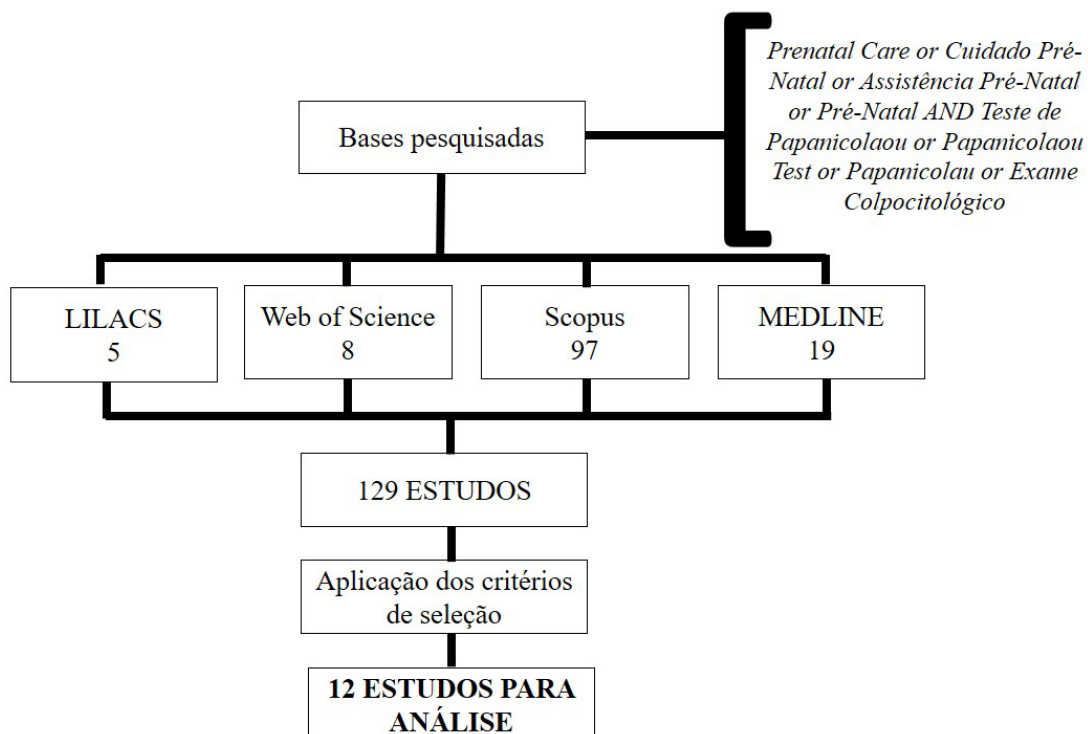 Prenatal Care or Cuidado Pré-
Natal or Assistência Pré-Natal
or Pré-Natal AND Teste de
Papanicolaou or Papanicolaou
Test or Papanicolau or Exame
Colpocitológico
Bases pesquisadas
LILACS
5
Web of Science
8
Scopus
97
MEDLINE
19
129 ESTUDOS
Aplicação dos critérios
de seleção
12 ESTUDOS PARA
ANÁLISE